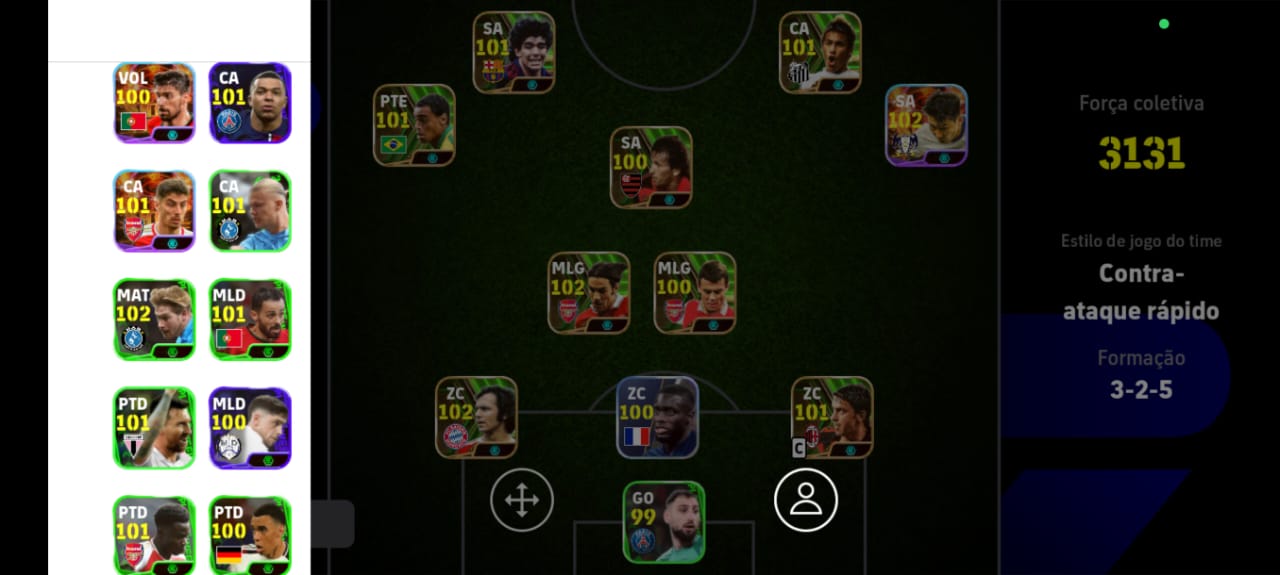 VOL
100
CA
101
CA
101
CA
101
MAT
102
MLD
101
PTD
101
MLD
100
PTD
101
PTD
100
SA
101
CA
101
PTE
101
SA
102
SA
100
MLG
102
MLG
100
ZC
102
ZC
100
ZC
101
C
GO
99
Força coletiva
3131
Estilo de jogo do time
Contra-
ataque rápido
Formação
3-2-5